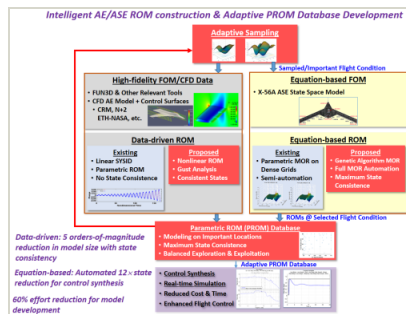 Intelligent AE/ASE ROM construction & Adaptive PROM Database Development
Adaptive Sampling
Sampled/Important Flight Condition
High-fidelity FOM/CFD Data
• FUN3D & Other Relevant Tools
• CFD AE Model + Control Surfaces
• CRM, N+2
ETH-NASA, etc.
Equation-based FOM
• X-56A ASE State Space Model
Data-driven ROM
Existing
• Linear SYSID
• Parametric ROM
• No State Consistence
Proposed
• Nonlinear ROM
• Gust Analysis
• Consistent States
Equation-based ROM
Existing
• Parametric MOR on
Dense Grids
• Semi-automation
Proposed
• Genetic Algorithm MOR
• Full MOR Automation
• Maximum State
Consistence
ROMs @ Selected Flight Condition
Parametric ROM (PROM) Database
• Modeling on Important Locations
• Maximum State Consistence
• Balanced Exploration & Exploitation
Adaptive PROM Database
• Control Synthesis
• Real-time Simulation
• Reduced Cost & Time
• Enhanced Flight Control
Data-driven: 5 orders-of-magnitude
reduction in model size with state
consistency
Equation-based: Automated 12× state
reduction for control synthesis
60% effort reduction for model
development